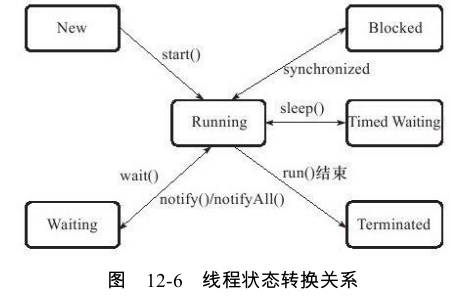 New
Blocked
start()
synchronized
Running
sleep()
Timed Waiting
wait()
run()结束
notify()/notifyAll()
Waiting
Terminated
图 12-6 线程状态转换关系